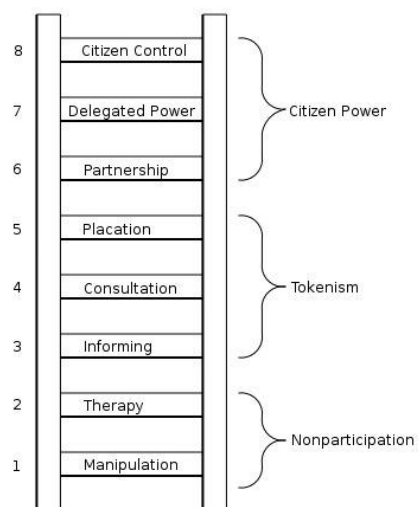 8
Citizen Control
7
Delegated Power
Citizen Power
6
Partnership
5
Placation
4
Consultation
Tokenism
3
Informing
2
Therapy
Nonparticipation
1
Manipulation